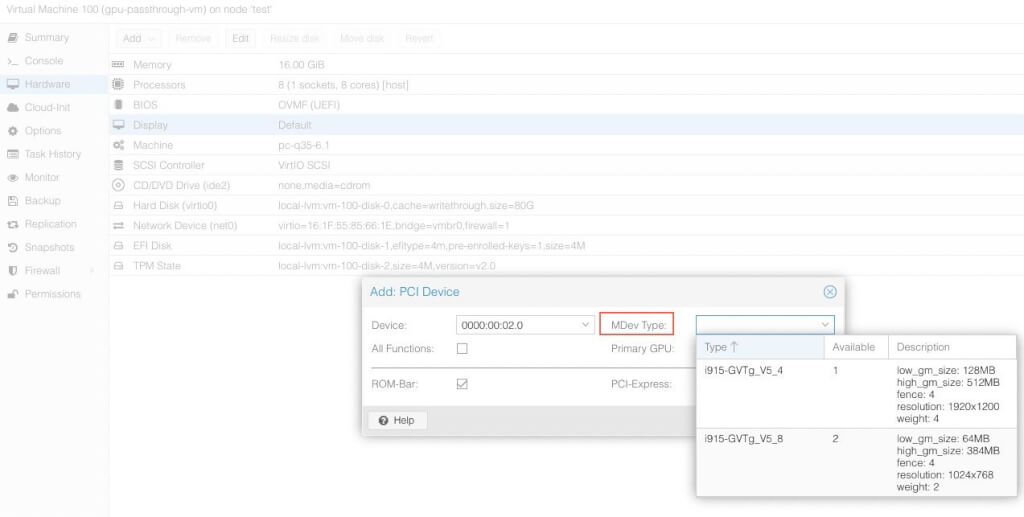 Virtual Machine 100 (gpu-passthrough-vm) on node 'test'
Summary
Console
Hardware
Cloud-Init
Options
Task History
Monitor
Backup
Replication
Snapshots
Firewall
Permissions
Add Remove Edit Resize disk Move disk Revert
Memory 16.00 GiB
Processors 8 (1 sockets, 8 cores) [host]
BIOS OVMF (UEFI)
Display Default
Machine pc-q35-6.1
SCSI Controller VirtIO SCSI
CD/DVD Drive (ide2) none,media=cdrom
Hard Disk (virtio0) local-lvm:vm-100-disk-0,cache=writethrough,size=80G
Network Device (net0) virtio=16:1F:55:85:66:1E,bridge=vmbr0,firewall=1
EFI Disk local-lvm:vm-100-disk-1,efitype=4m,pre-enrolled-keys=1,size=4M
TPM State local-lvm:vm-100-disk-2,size=4M,version=v2.0
Add: PCI Device
Device: 0000:00:02.0 MDev Type:
All Functions: Primary GPU:
ROM-Bar: PCI-Express:
Help
Type Available Description
i915-GVTg_V5_4 1 low_gm_size: 128MB
high_gm_size: 512MB
fence: 4
resolution: 1920x1200
weight: 4
i915-GVTg_V5_8 2 low_gm_size: 64MB
high_gm_size: 384MB
fence: 4
resolution: 1024x768
weight: 2